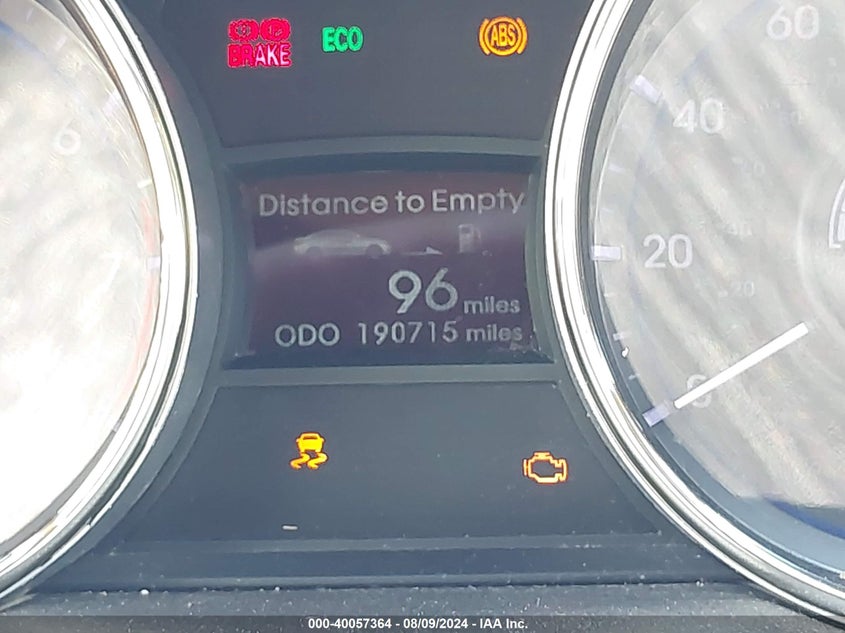 BRAKE
ECO
ABS
60
6
40
Distance to Empty
20
96 miles
ODO 190715 miles
0
000-40057364 - 08/09/2024 - IAA Inc.